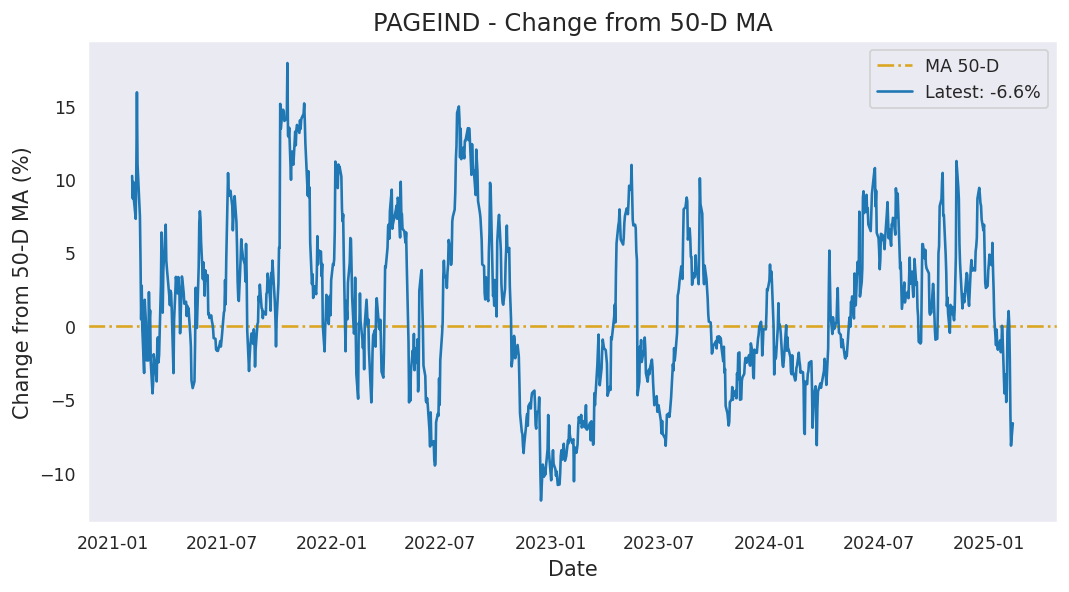 PAGEIND - Change from 50-D MA
MA 50-D
Latest: -6.6%
Change from 50-D MA (%)
15
10
5
0
−5
−10
2021-01 2021-07 2022-01 2022-07 2023-01 2023-07 2024-01 2024-07 2025-01
Date